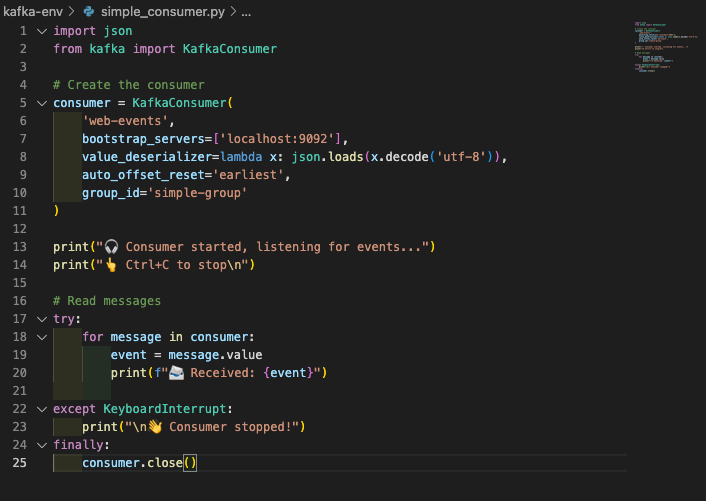 kafka-env > simple_consumer.py > ...
1 import json
2 from kafka import KafkaConsumer
3
4 # Create the consumer
5 consumer = KafkaConsumer(
6     'web-events',
7     bootstrap_servers=['localhost:9092'],
8     value_deserializer=lambda x: json.loads(x.decode('utf-8')),
9     auto_offset_reset='earliest',
10     group_id='simple-group'
11 )
12
13 print("🎧 Consumer started, listening for events...")
14 print("👆 Ctrl+C to stop\n")
15
16 # Read messages
17 try:
18     for message in consumer:
19         event = message.value
20         print(f"📨 Received: {event}")
21
22 except KeyboardInterrupt:
23     print("\n👋 Consumer stopped!")
24 finally:
25     consumer.close()